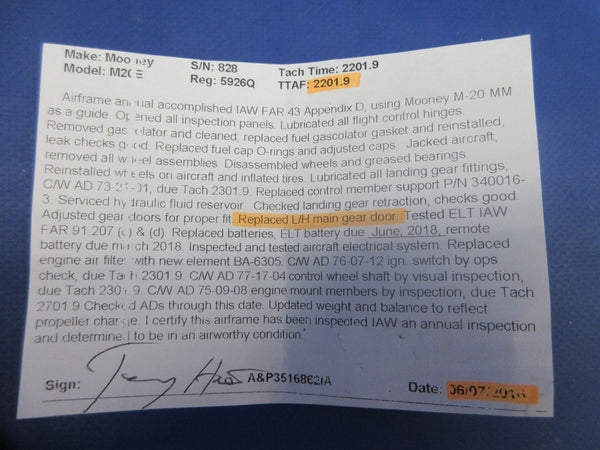 Make: Mooney S/N: 828 Tach Time: 2201.9
Model: M20E Reg: 5926Q TTAF: 2201.9
Airframe annual accomplished IAW FAR 43 Appendix D, using Mooney M-20 MM
as a guide. Opened all inspection panels. Lubricated all flight control hinges.
Removed gascolator and cleaned, replaced fuel gascolator gasket and reinstalled,
leak checks good. Replaced fuel cap O-rings and adjusted caps. Jacked aircraft,
removed all wheel assemblies. Disassembled wheels and greased bearings.
Reinstalled wheels on aircraft and inflated tires. Lubricated all landing gear fittings,
C/W AD 73-21-01, due Tach 2301.9. Replaced control member support P/N 340016-
3. Serviced hydraulic fluid reservoir. Checked landing gear retraction, checks good.
Adjusted gear doors for proper fit. Replaced L/H main gear door. Tested ELT IAW
FAR 91.207 (c) & (d). Replaced batteries, ELT battery due June, 2018, remote
battery due march 2018. Inspected and tested aircraft electrical system. Replaced
engine air filter with new element BA-6305. C/W AD 76-07-12 ign. switch by ops
check, due Tach 2301.9. C/W AD 77-17-04 control wheel shaft by visual inspection,
due Tach 2301.9. C/W AD 75-09-08 engine mount members by inspection, due Tach
2701.9 Checked ADs through this date. Updated weight and balance to reflect
propeller change. I certify this airframe has been inspected IAW an annual inspection
and determined to be in an airworthy condition.
Sign: A&P3516862IA Date: 06/07/2016